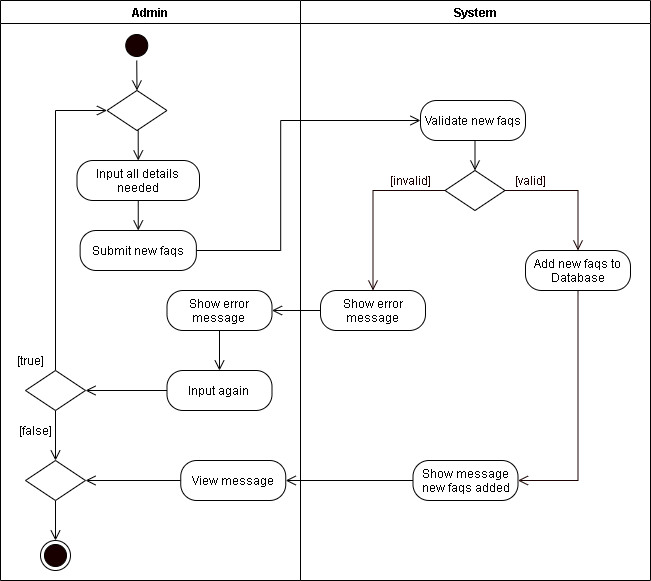 Admin
System
Validate new faqs
Input all details
needed
[invalid]
[valid]
Submit new faqs
Add new faqs to
Database
Show error
message
Show error
message
[true]
Input again
[false]
View message
Show message
new faqs added